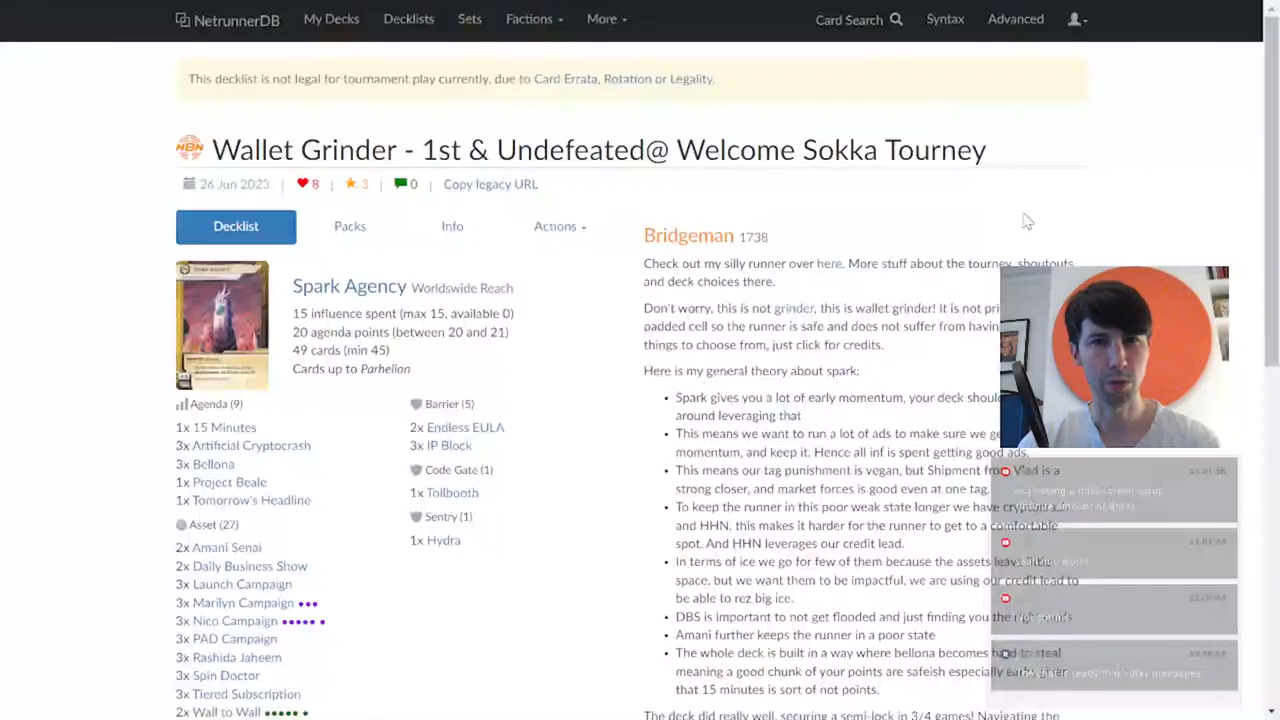 NetrunnerDB My Decks Decklists Sets Factions More Card Search Syntax Advanced
This decklist is not legal for tournament play currently, due to Card Errata, Rotation or Legality.
NBN Wallet Grinder - 1st & Undefeated@ Welcome Sokka Tourney
26 Jun 2023 | 8 | 3 | 0 | Copy legacy URL
Decklist Packs Info Actions
Spark Agency Worldwide Reach
15 influence spent (max 15, available 0)
20 agenda points (between 20 and 21)
49 cards (min 45)
Cards up to Parhelion
Agenda (9)
1x 15 Minutes
3x Artificial Cryptocrash
3x Bellona
1x Project Beale
1x Tomorrow's Headline
Asset (27)
2x Amani Senai
2x Daily Business Show
3x Launch Campaign
3x Marilyn Campaign •••
3x Nico Campaign ••••• •
3x PAD Campaign
3x Rashida Jaheem
3x Spin Doctor
3x Tiered Subscription
2x Wall to Wall
Barrier (5)
2x Endless EULA
3x IP Block
Code Gate (1)
1x Tollbooth
Sentry (1)
1x Hydra
Bridgeman 1738
Check out my silly runner over here. More stuff about the tourney, shoutouts
and deck choices there.
Don't worry, this is not grinder, this is wallet grinder! It is not
padded cell so the runner is safe and does not suffer from
things to choose from, just click for credits.
Here is my general theory about spark:
Spark gives you a lot of early momentum, your deck
around leveraging that
This means we want to run a lot of ads to make sure we
momentum, and keep it. Hence all inf is spent getting good ads.
This means our tag punishment is vegan, but Shipment from Vlad is a
strong closer, and market forces is good even at one tag.
To keep the runner in this poor weak state longer we have
and HHN, this makes it harder for the runner to get to a comfortable
spot. And HHN leverages our credit lead.
In terms of ice we go for few of them because the assets
space, but we want them to be impactful, we are using our credit lead to
be able to rez big ice.
DBS is important to not get flooded and just finding you the
Amani further keeps the runner in a poor state
The whole deck is built in a way where bellona becomes hard to steal
meaning a good chunk of your points are safeish especially
that 15 minutes is sort of not points.
The deck did really well, securing a semi-lock in 3/4 games! Navigating the